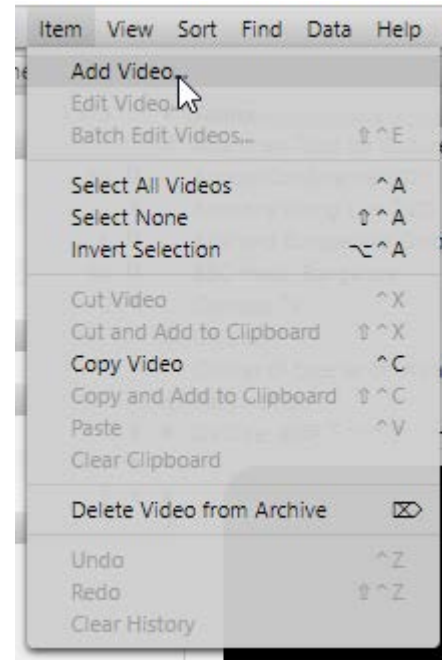 Item View Sort Find Data Help
Add Video...
Edit Video...
Batch Edit Videos... ⇧^E
Select All Videos ^A
Select None ⇧^A
Invert Selection ⌥^A
Cut Video ^X
Cut and Add to Clipboard ⇧^X
Copy Video ^C
Copy and Add to Clipboard ⇧^C
Paste ^V
Clear Clipboard
Delete Video from Archive ⌦
Undo ^Z
Redo ⇧^Z
Clear History